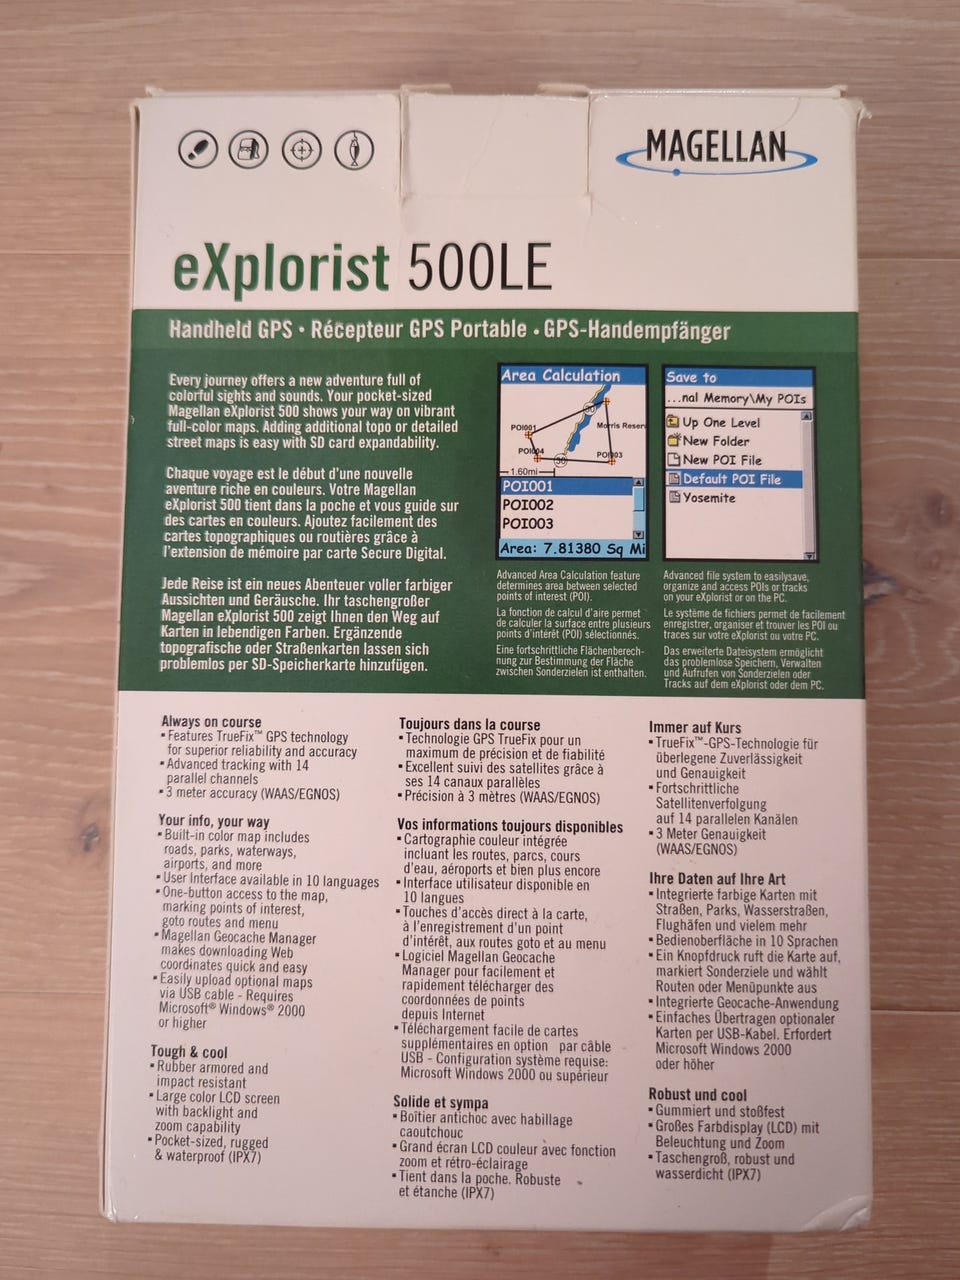 MAGELLAN
eXplorist 500LE
Handheld GPS • Récepteur GPS Portable • GPS-Handempfänger
Every journey offers a new adventure full of
colorful sights and sounds. Your pocket-sized
Magellan eXplorist 500 shows your way on vibrant
full-color maps. Adding additional topo or detailed
street maps is easy with SD card expandability.
Chaque voyage est le début d'une nouvelle
aventure riche en couleurs. Votre Magellan
eXplorist 500 tient dans la poche et vous guide sur
des cartes en couleurs. Ajoutez facilement des
cartes topographiques ou routières grâce à
l'extension de mémoire par carte Secure Digital.
Jede Reise ist ein neues Abenteuer voller farbiger
Aussichten und Geräusche. Ihr taschengroßer
Magellan eXplorist 500 zeigt Ihnen den Weg auf
Karten in lebendigen Farben. Ergänzende
topografische oder Straßenkarten lassen sich
problemlos per SD-Speicherkarte hinzufügen.
Area Calculation
POI001
Morris Reserv
POI004
POI003
30
1.60mi
POI001
POI002
POI003
Area: 7.81380 Sq Mi
Advanced Area Calculation feature
determines area between selected
points of interest (POI).
La fonction de calcul d'aire permet
de calculer la surface entre plusieurs
points d'intérêt (POI) sélectionnés.
Eine fortschrittliche Flächenberech-
nung zur Bestimmung der Fläche
zwischen Sonderzielen ist enthalten.
Save to
...nal Memory\My POIs
Up One Level
New Folder
New POI File
Default POI File
Yosemite
Advanced file system to easilysave,
organize and access POIs or tracks
on your eXplorist or on the PC.
Le système de fichiers permet de facilement
enregistrer, organiser et trouver les POI ou
traces sur votre eXplorist ou votre PC.
Das erweiterte Dateisystem ermöglicht
das problemlose Speichern, Verwalten
und Aufrufen von Sonderzielen oder
Tracks auf dem eXplorist oder dem PC.
Always on course
▪ Features TrueFix™ GPS technology
for superior reliability and accuracy
▪ Advanced tracking with 14
parallel channels
▪ 3 meter accuracy (WAAS/EGNOS)
Your info, your way
▪ Built-in color map includes
roads, parks, waterways,
airports, and more
▪ User Interface available in 10 languages
▪ One-button access to the map,
marking points of interest,
goto routes and menu
▪ Magellan Geocache Manager
makes downloading Web
coordinates quick and easy
▪ Easily upload optional maps
via USB cable - Requires
Microsoft® Windows® 2000
or higher
Tough & cool
▪ Rubber armored and
impact resistant
▪ Large color LCD screen
with backlight and
zoom capability
▪ Pocket-sized, rugged
& waterproof (IPX7)
Toujours dans la course
▪ Technologie GPS TrueFix pour un
maximum de précision et de fiabilité
▪ Excellent suivi des satellites grâce à
ses 14 canaux parallèles
▪ Précision à 3 mètres (WAAS/EGNOS)
Vos informations toujours disponibles
▪ Cartographie couleur intégrée
incluant les routes, parcs, cours
d'eau, aéroports et bien plus encore
▪ Interface utilisateur disponible en
10 langues
▪ Touches d'accès direct à la carte,
à l'enregistrement d'un point
d'intérêt, aux routes goto et au menu
▪ Logiciel Magellan Geocache
Manager pour facilement et
rapidement télécharger des
coordonnées de points
depuis Internet
▪ Téléchargement facile de cartes
supplémentaires en option par câble
USB - Configuration système requise:
Microsoft Windows 2000 ou supérieur
Solide et sympa
▪ Boîtier antichoc avec habillage
caoutchouc
▪ Grand écran LCD couleur avec fonction
zoom et rétro-éclairage
▪ Tient dans la poche. Robuste
et étanche (IPX7)
Immer auf Kurs
▪ TrueFix™-GPS-Technologie für
überlegene Zuverlässigkeit
und Genauigkeit
▪ Fortschrittliche
Satellitenverfolgung
auf 14 parallelen Kanälen
▪ 3 Meter Genauigkeit
(WAAS/EGNOS)
Ihre Daten auf Ihre Art
▪ Integrierte farbige Karten mit
Straßen, Parks, Wasserstraßen,
Flughäfen und vielem mehr
▪ Bedienoberfläche in 10 Sprachen
▪ Ein Knopfdruck ruft die Karte auf,
markiert Sonderziele und wählt
Routen oder Menüpunkte aus
▪ Integrierte Geocache-Anwendung
▪ Einfaches Übertragen optionaler
Karten per USB-Kabel. Erfordert
Microsoft Windows 2000
oder höher
Robust und cool
▪ Gummiert und stoßfest
▪ Großes Farbdisplay (LCD) mit
Beleuchtung und Zoom
▪ Taschengroß, robust und
wasserdicht (IPX7)